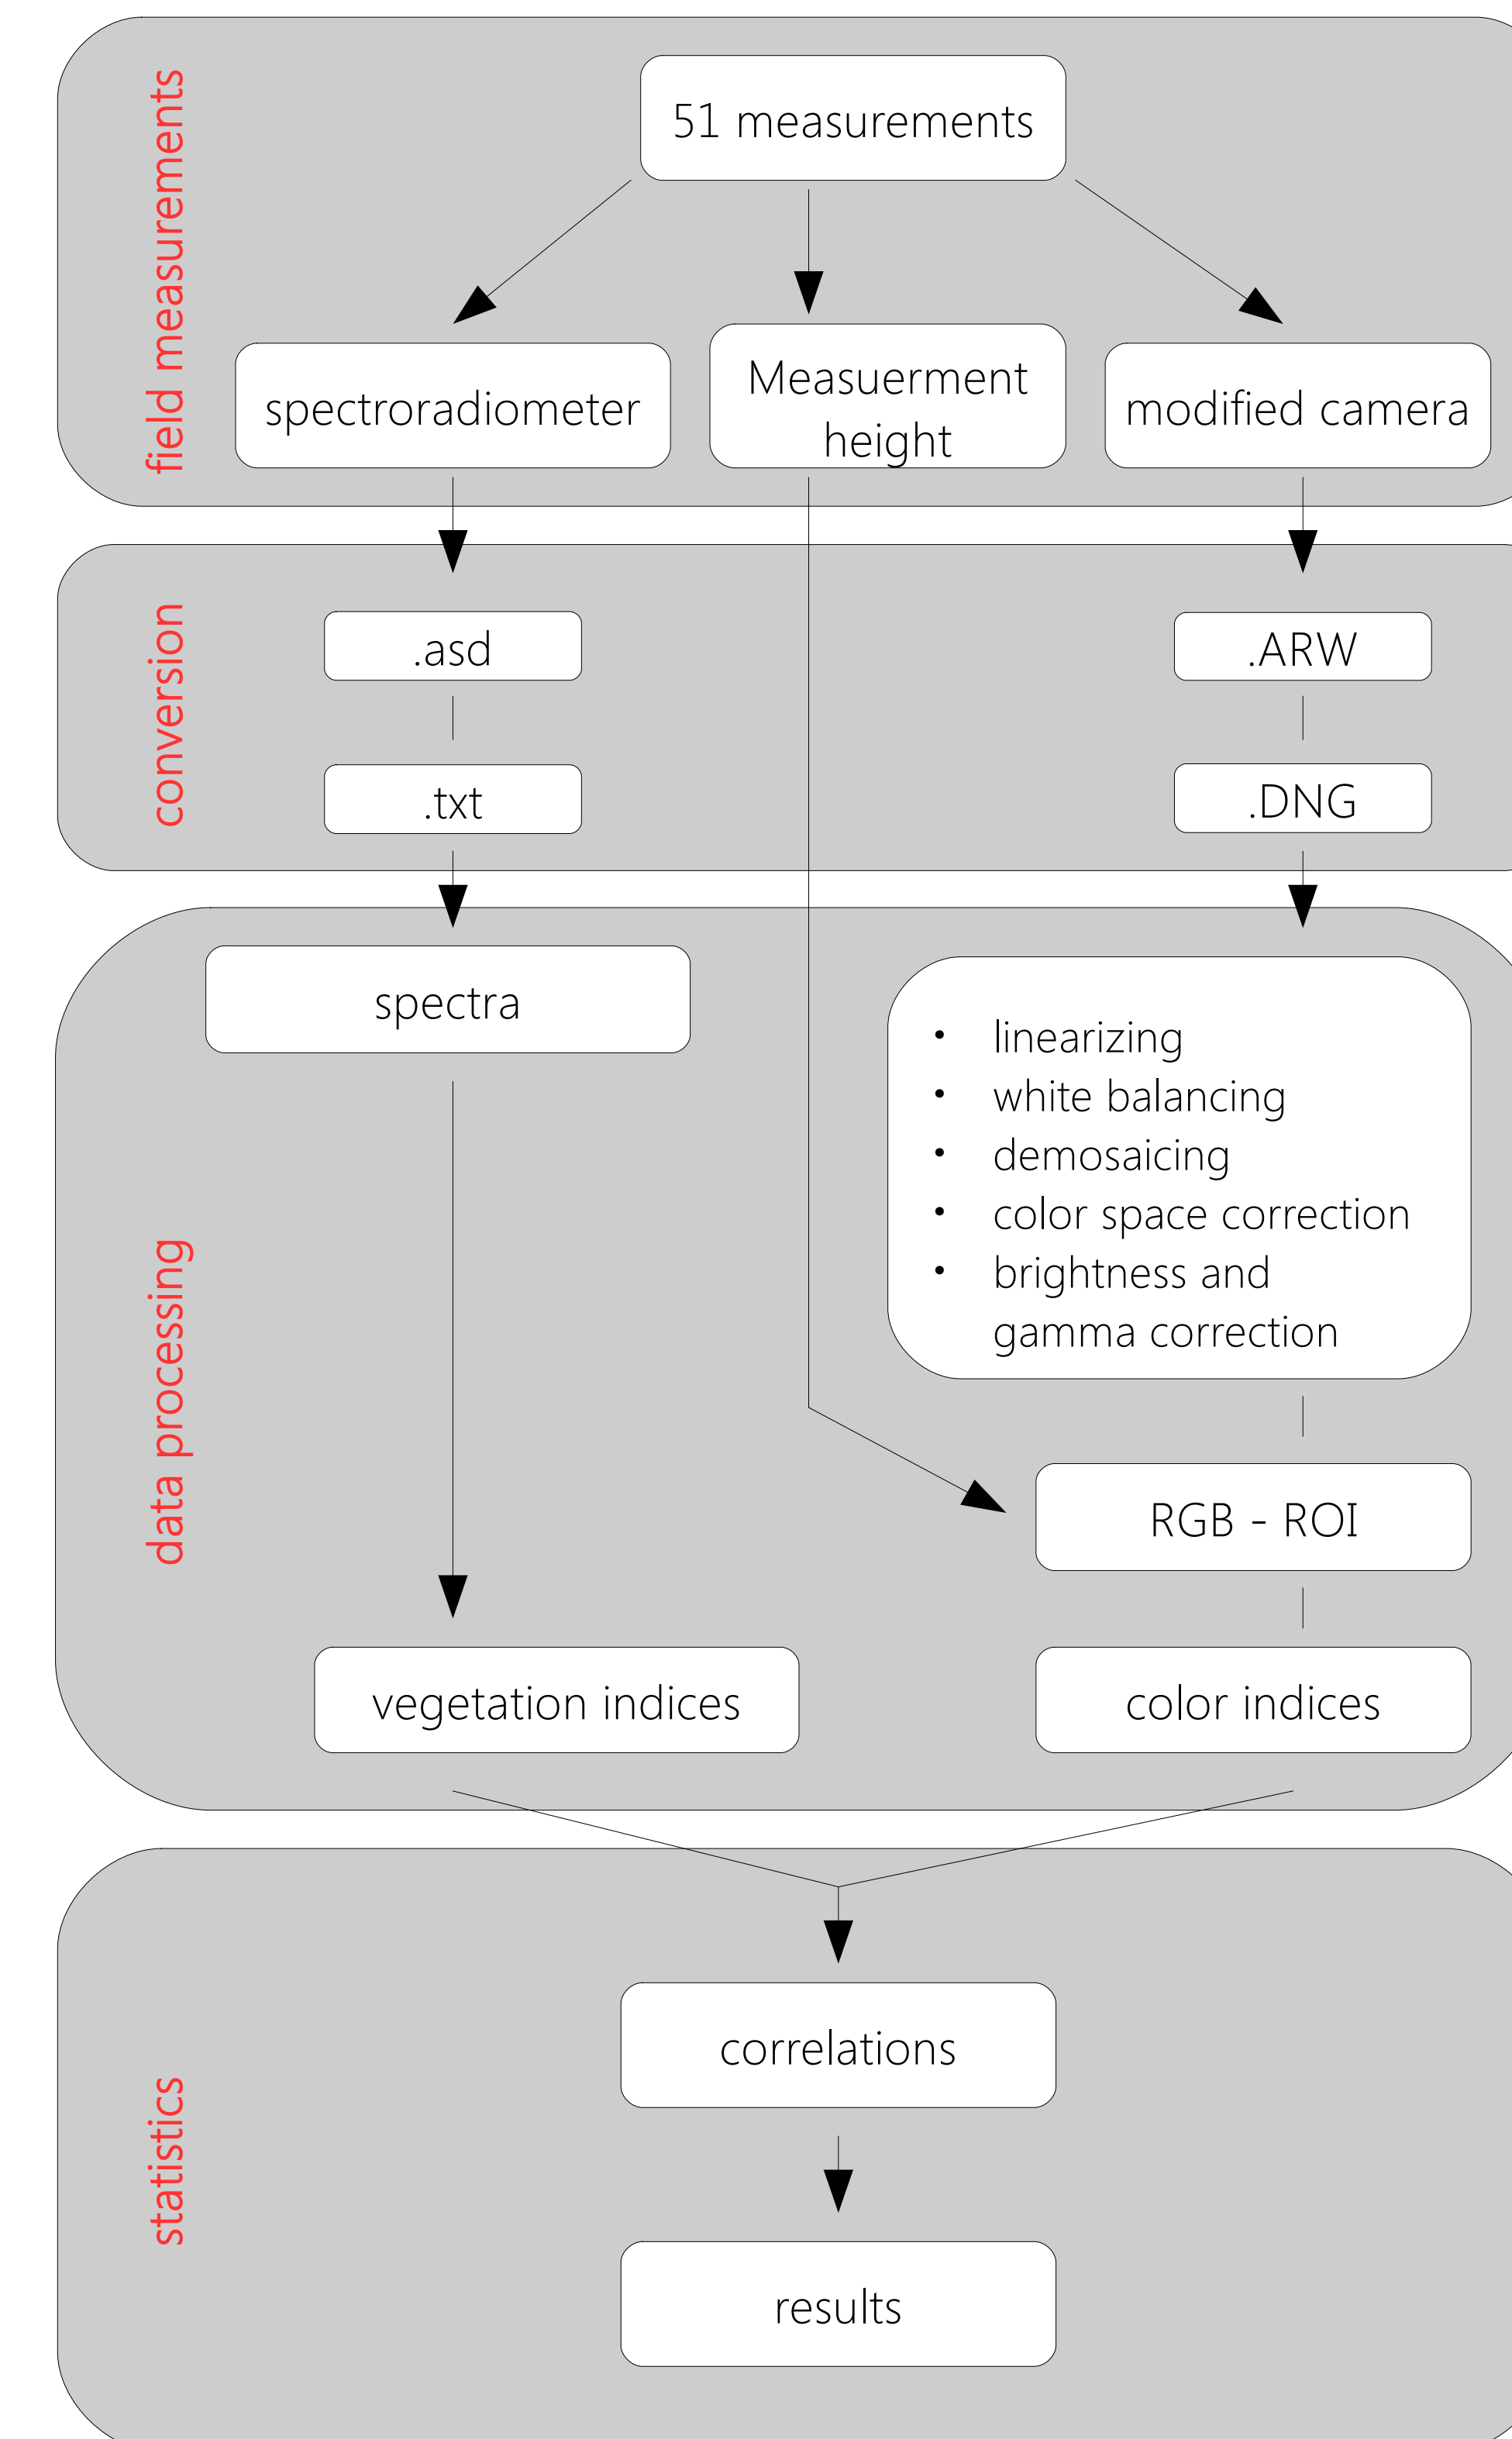 field measurements
51 measurements
spectroradiometer
Measuerment
height
modified camera
conversion
.asd
.ARW
.txt
.DNG
data processing
spectra
• linearizing
• white balancing
• demosaicing
• color space correction
• brightness and
gamma correction
RGB - ROI
vegetation indices
color indices
statistics
correlations
results